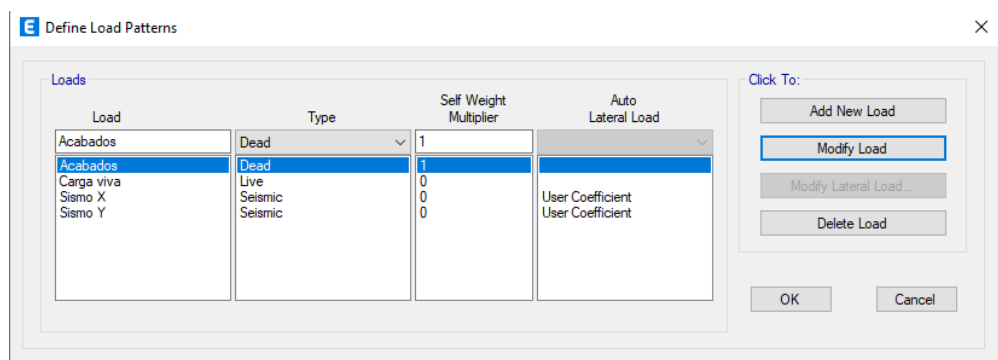 E Define Load Patterns
Loads
Load Type Self Weight Multiplier Auto Lateral Load
Acabados Dead 1
Acabados Dead 1
Carga viva Live 0
Sismo X Seismic 0 User Coefficient
Sismo Y Seismic 0 User Coefficient
Click To:
Add New Load
Modify Load
Modify Lateral Load...
Delete Load
OK Cancel